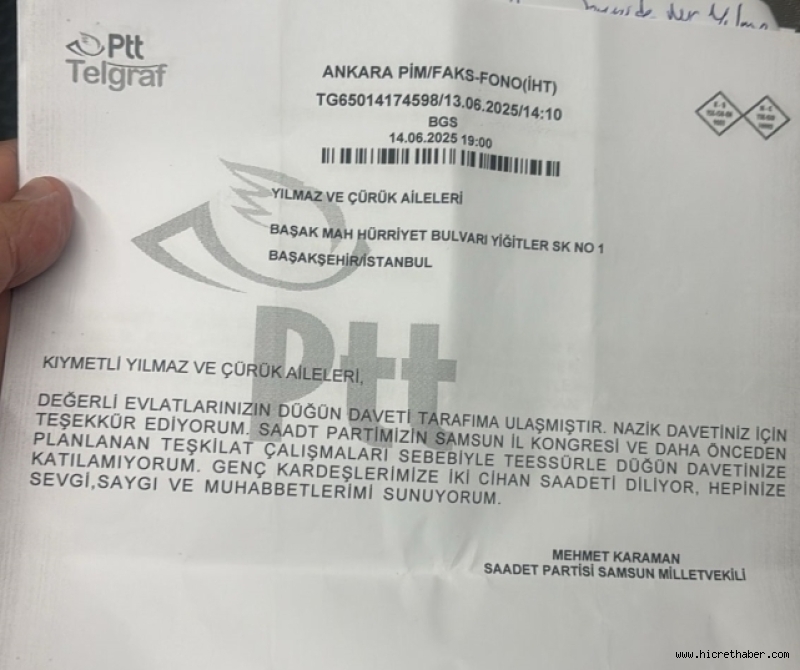 Ptt
Telgraf
ANKARA PİM/FAKS-FONO(İHT)
TG65014174598/13.06.2025/14:10
BGS
14.06.2025 19:00
YILMAZ VE ÇÜRÜK AİLELERİ
BAŞAK MAH HÜRRİYET BULVARI YİĞİTLER SK NO 1
BAŞAKŞEHİR/İSTANBUL
Ptt
KIYMETLİ YILMAZ VE ÇÜRÜK AİLELERİ,
DEĞERLİ EVLATLARINIZIN DÜĞÜN DAVETİ TARAFIMA ULAŞMIŞTIR. NAZİK DAVETİNİZ İÇİN
TEŞEKKÜR EDİYORUM. SAADT PARTİMİZİN SAMSUN İL KONGRESİ VE DAHA ÖNCEDEN
PLANLANAN TEŞKİLAT ÇALIŞMALARI SEBEBİYLE TEESSÜRLE DÜĞÜN DAVETİNİZE
KATILAMIYORUM. GENÇ KARDEŞLERİMİZE İKİ CİHAN SAADETİ DİLİYOR, HEPİNİZE
SEVGİ,SAYGI VE MUHABBETLERİMİ SUNUYORUM.
MEHMET KARAMAN
SAADET PARTİSİ SAMSUN MİLLETVEKİLİ
www.hicrethaber.com